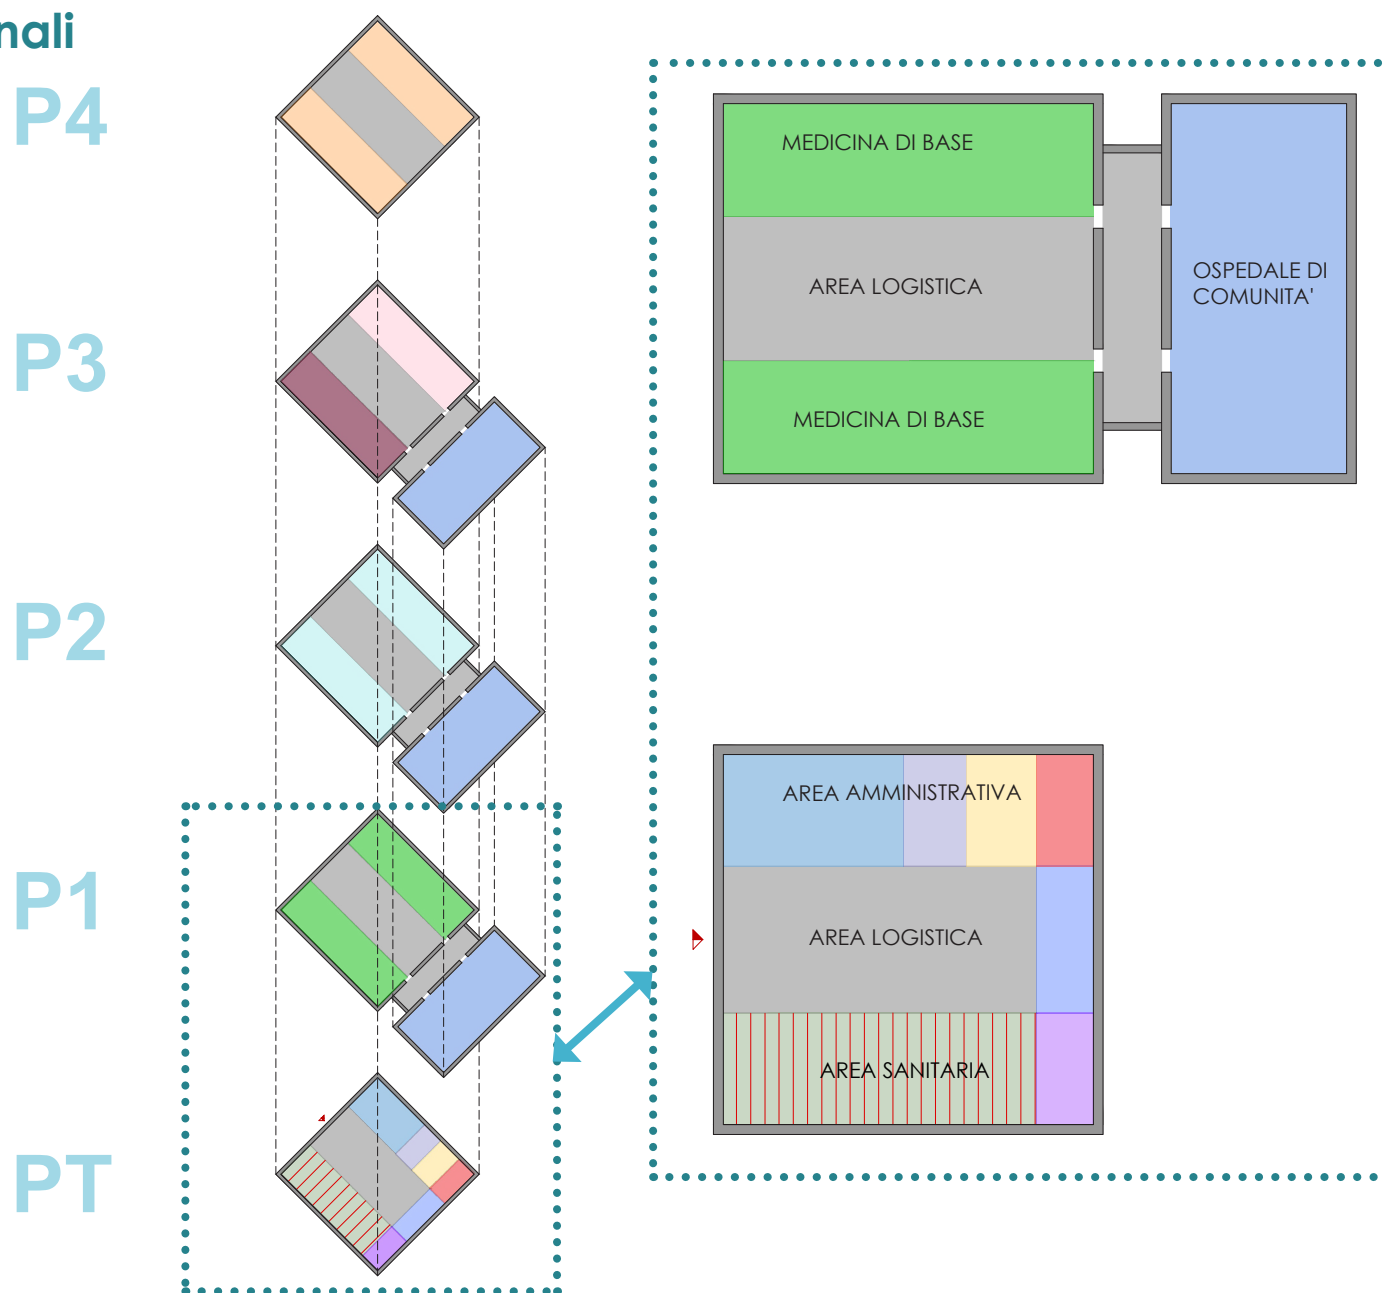 nali
P4
P3
P2
P1
PT
MEDICINA DI BASE
AREA LOGISTICA
MEDICINA DI BASE
OSPEDALE DI
COMUNITA'
AREA AMMINISTRATIVA
AREA LOGISTICA
AREA SANITARIA